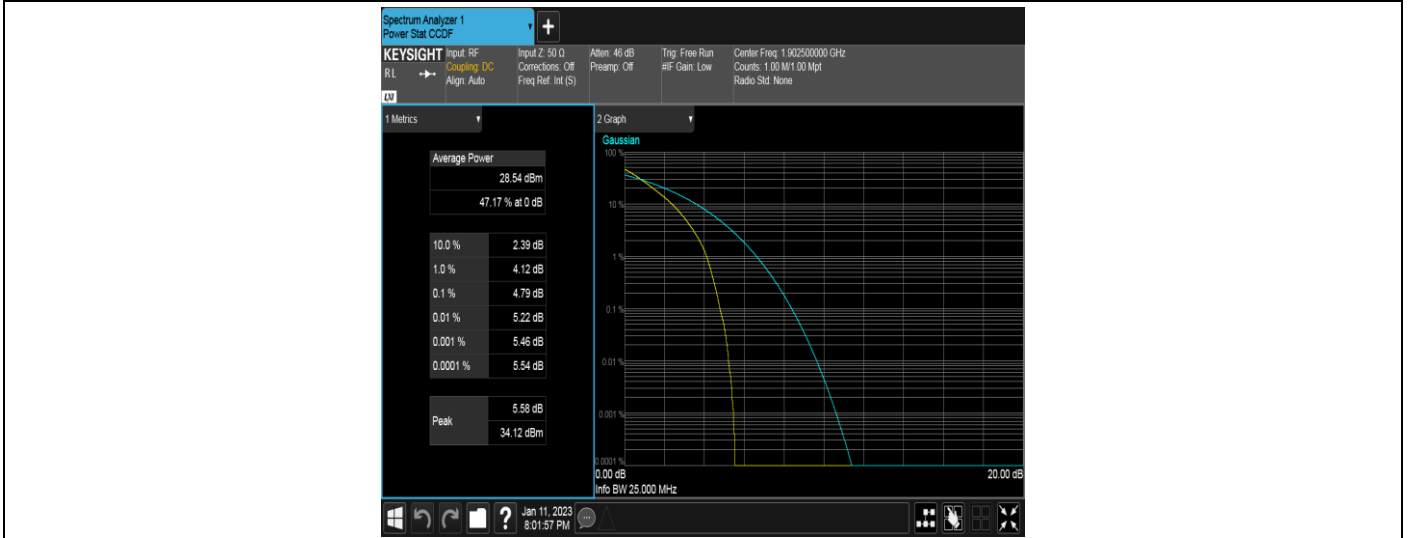 Spectrum Analyzer 1
Power Stat CCDF
+
KEYSIGHT
RL
LXI
Input: RF
Coupling: DC
Align: Auto
Input Z: 50 Ω
Corrections: Off
Freq Ref: Int (S)
Atten: 46 dB
Preamp: Off
Trig: Free Run
#IF Gain: Low
Center Freq: 1.902500000 GHz
Counts: 1.00 M/1.00 Mpt
Radio Std: None
1 Metrics
Average Power
28.54 dBm
47.17 % at 0 dB
10.0 % 2.39 dB
1.0 % 4.12 dB
0.1 % 4.79 dB
0.01 % 5.22 dB
0.001 % 5.46 dB
0.0001 % 5.54 dB
Peak
5.58 dB
34.12 dBm
2 Graph
Gaussian
100 %
10 %
1 %
0.1 %
0.01 %
0.001 %
0.0001 %
0.00 dB 20.00 dB
Info BW 25.000 MHz
?
Jan 11, 2023
8:01:57 PM